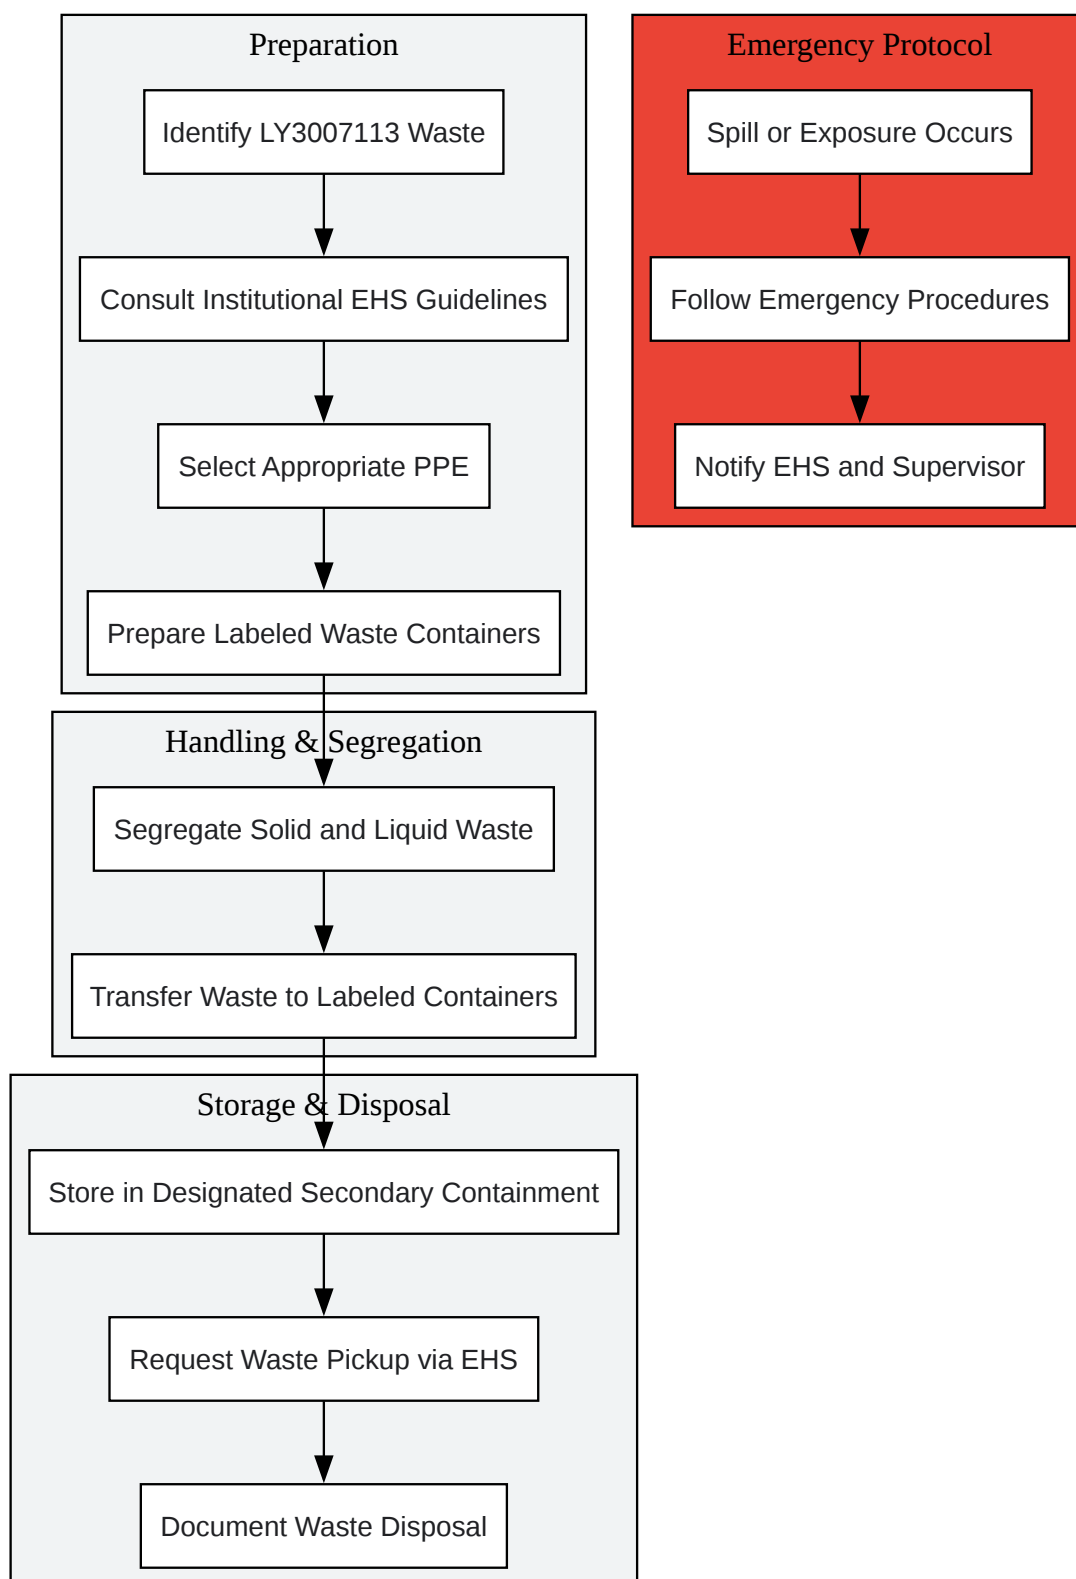 Preparation
Identify LY3007113 Waste
Consult Institutional EHS Guidelines
Select Appropriate PPE
Prepare Labeled Waste Containers
Handling & Segregation
Segregate Solid and Liquid Waste
Transfer Waste to Labeled Containers
Storage & Disposal
Store in Designated Secondary Containment
Request Waste Pickup via EHS
Document Waste Disposal
Emergency Protocol
Spill or Exposure Occurs
Follow Emergency Procedures
Notify EHS and Supervisor